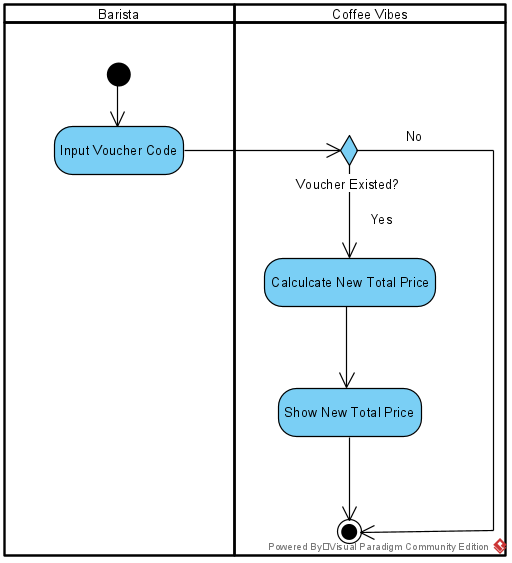 Barista
Coffee Vibes
Input Voucher Code
No
Voucher Existed?
Yes
Calculcate New Total Price
Show New Total Price
Powered By Visual Paradigm Community Edition